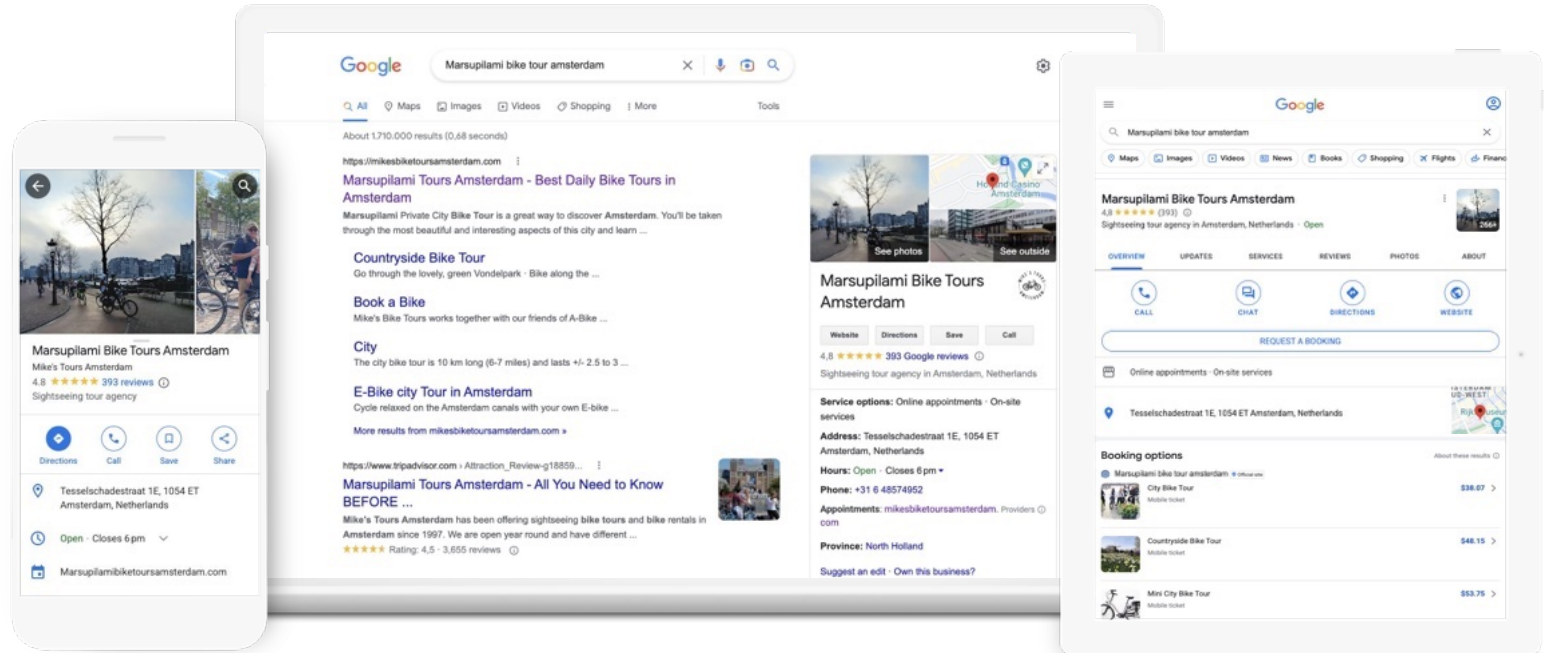 Marsupilami Bike Tours Amsterdam
Mike's Tours Amsterdam
4.8 ★★★★★ 393 reviews
Sightseeing tour agency
Directions Call Save Share
Tesselschadestraat 1E, 1054 ET
Amsterdam, Netherlands
Open · Closes 6 pm
Marsupilamibiketoursamsterdam.com
Google
Marsupilami bike tour amsterdam
All Maps Images Videos Shopping More Tools
About 1.710.000 results (0,68 seconds)
https://mikesbiketoursamsterdam.com
Marsupilami Tours Amsterdam - Best Daily Bike Tours in
Amsterdam
Marsupilami Private City Bike Tour is a great way to discover Amsterdam. You'll be taken
through the most beautiful and interesting aspects of this city and learn ...
Countryside Bike Tour
Go through the lovely, green Vondelpark · Bike along the ...
Book a Bike
Mike's Bike Tours works together with our friends of A-Bike ...
City
The city bike tour is 10 km long (6-7 miles) and lasts +/- 2.5 to 3 ...
E-Bike city Tour in Amsterdam
Cycle relaxed on the Amsterdam canals with your own E-bike ...
More results from mikesbiketoursamsterdam.com »
https://www.tripadvisor.com › Attraction_Review-g18859...
Marsupilami Tours Amsterdam - All You Need to Know
BEFORE ...
Mike's Tours Amsterdam has been offering sightseeing bike tours and bike rentals in
Amsterdam since 1997. We are open year round and have different ...
★★★★★ Rating: 4,5 · 3,655 reviews
Casino
Amsterdam
See photos
See outside
Marsupilami Bike Tours
Amsterdam
Website Directions Save Call
4,8 ★★★★★ 393 Google reviews
Sightseeing tour agency in Amsterdam, Netherlands
Service options: Online appointments · On-site
services
Address: Tesselschadestraat 1E, 1054 ET
Amsterdam, Netherlands
Hours: Open · Closes 6 pm
Phone: +31 6 48574952
Appointments: mikesbiketoursamsterdam. Providers
com
Province: North Holland
Suggest an edit · Own this business?
Google
Marsupilami bike tour amsterdam
Maps Images Videos News Books Shopping Flights Financ
Marsupilami Bike Tours Amsterdam
4,8 ★★★★★ (393)
Sightseeing tour agency in Amsterdam, Netherlands · Open
266+
OVERVIEW UPDATES SERVICES REVIEWS PHOTOS ABOUT
CALL CHAT DIRECTIONS WEBSITE
REQUEST A BOOKING
Online appointments · On-site services
Tesselschadestraat 1E, 1054 ET Amsterdam, Netherlands
UD-WEST
Booking options
About these results
Marsupilami bike tour amsterdam Official site
City Bike Tour $38.07
Mobile ticket
Countryside Bike Tour $48.15
Mobile ticket
Mini City Bike Tour $53.75
Mobile ticket